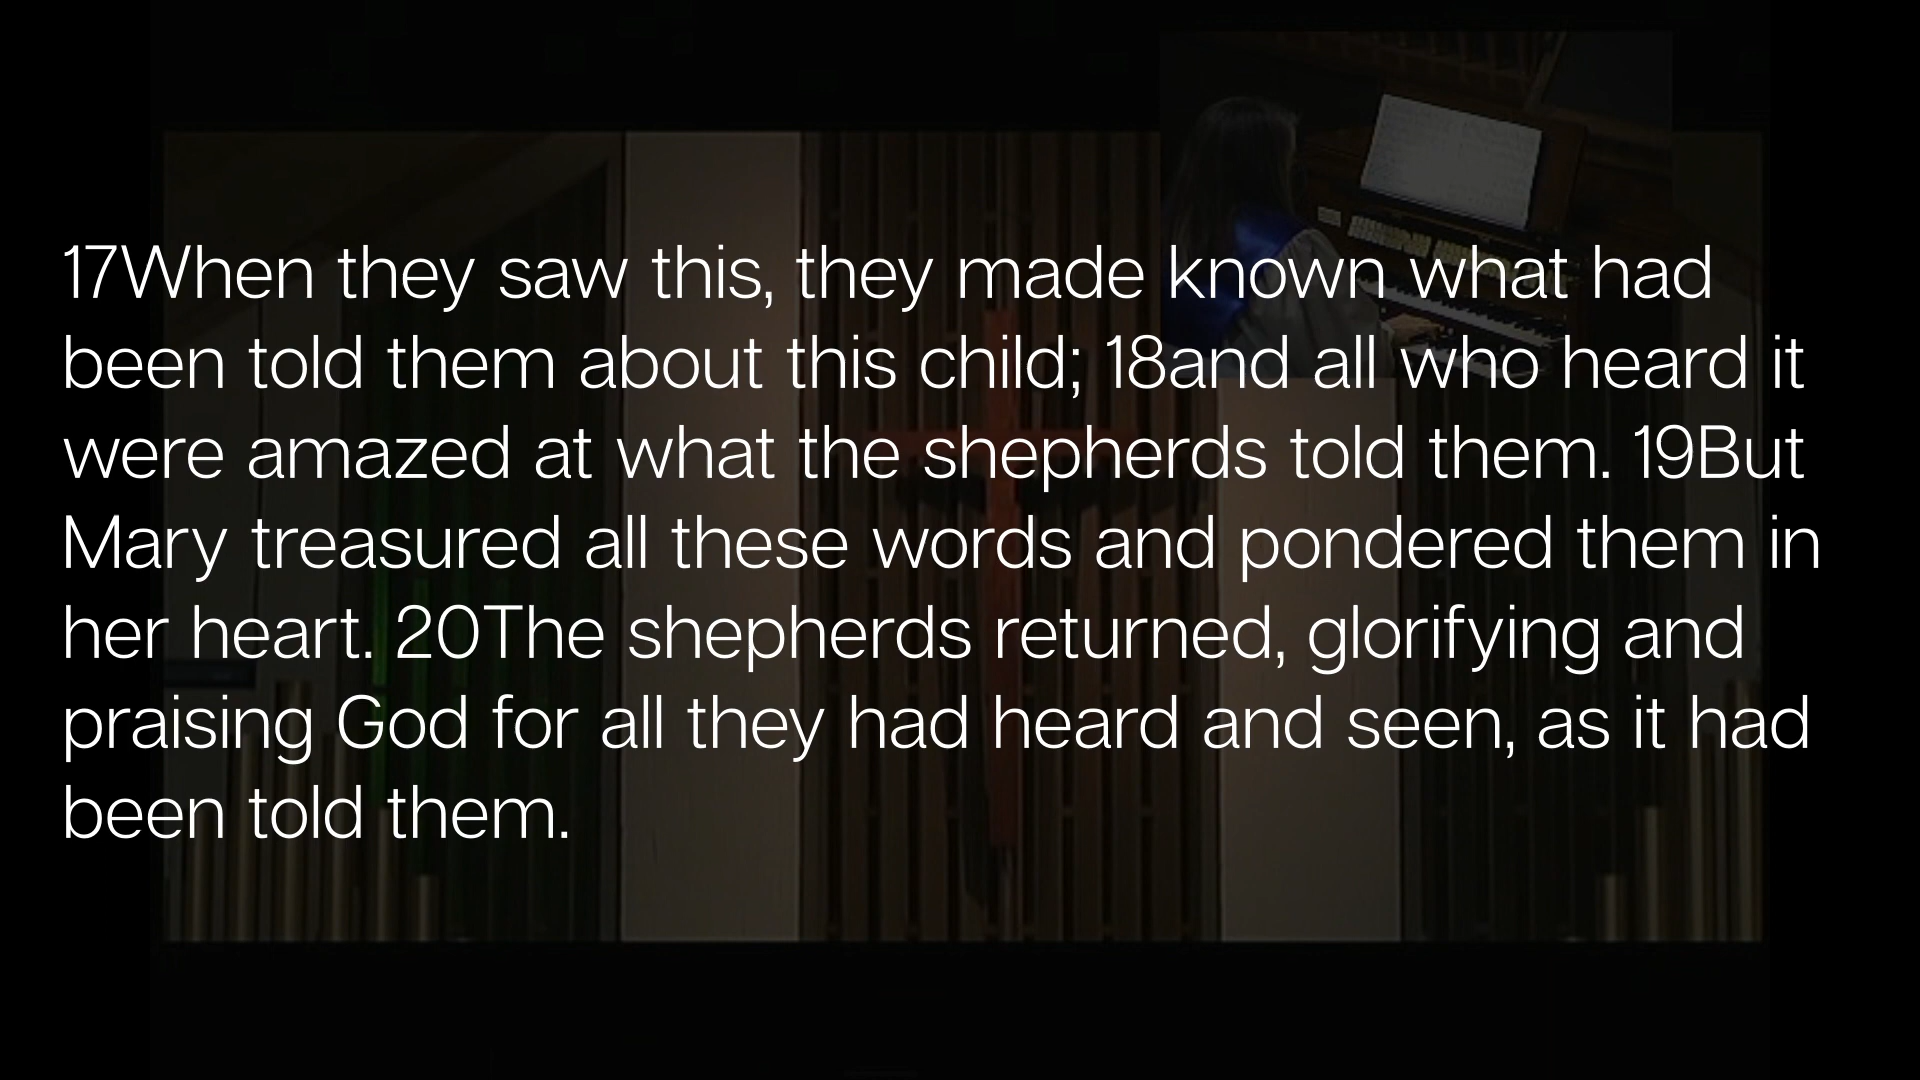 17When they saw this, they made known what had
been told them about this child; 18and all who heard it
were amazed at what the shepherds told them. 19But
Mary treasured all these words and pondered them in
her heart. 20The shepherds returned, glorifying and
praising God for all they had heard and seen, as it had
been told them.